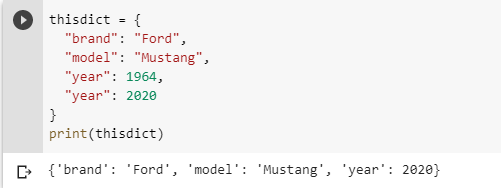 thisdict = {
  "brand": "Ford",
  "model": "Mustang",
  "year": 1964,
  "year": 2020
}
print(thisdict)
{'brand': 'Ford', 'model': 'Mustang', 'year': 2020}